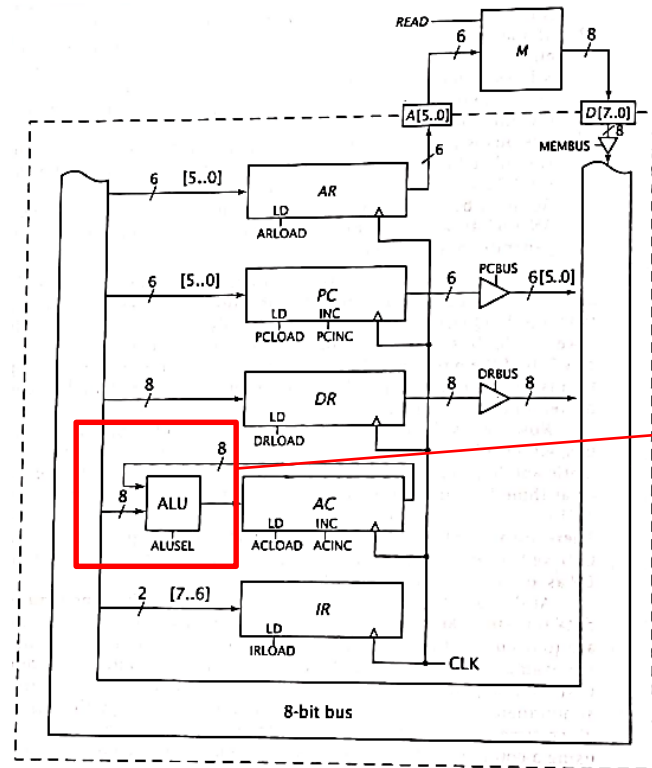 READ
6
M
8
A[5..0]
D[7..0]
6
8
MEMBUS
6 [5..0]
AR
LD
ARLOAD
6 [5..0]
PC
6
PCBUS
6[5..0]
LD INC
PCLOAD PCINC
8
DR
8
DRBUS
8
LD
DRLOAD
8
8
ALU
AC
ALUSEL
LD INC
ACLOAD ACINC
2 [7..6]
IR
LD
IRLOAD
CLK
8-bit bus